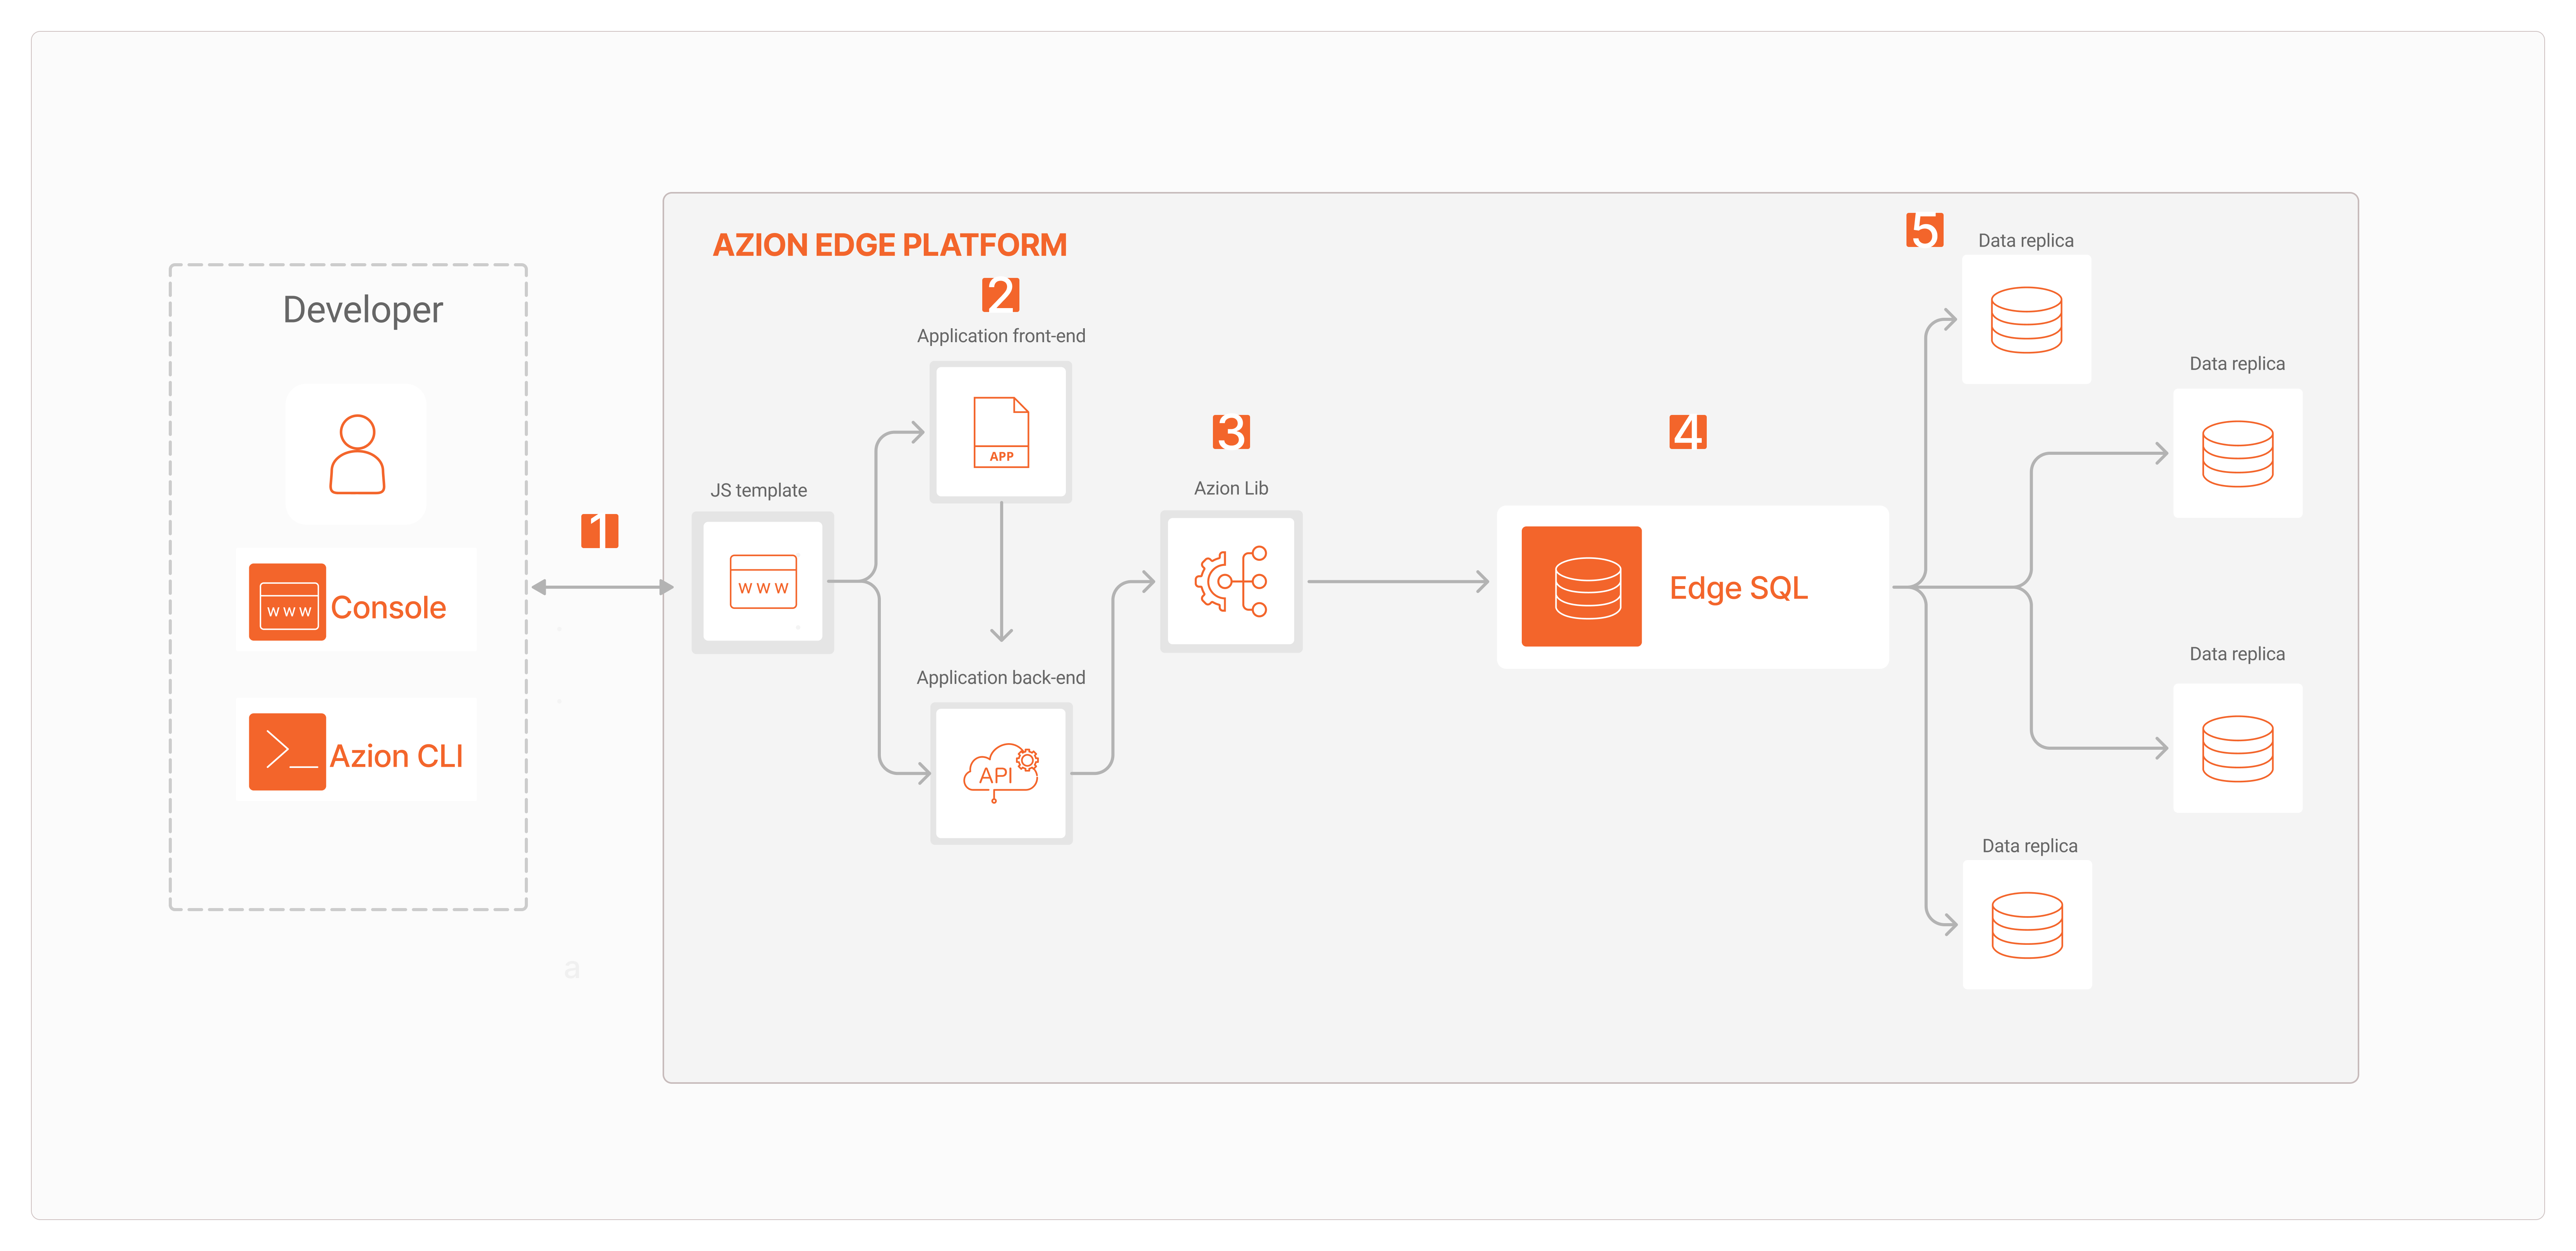 AZION EDGE PLATFORM
Developer
Console
WWW
Azion CLI
1
JS template
WWW
2
Application front-end
APP
Application back-end
API
3
Azion Lib
4
Edge SQL
5
Data replica
Data replica
Data replica
Data replica
a